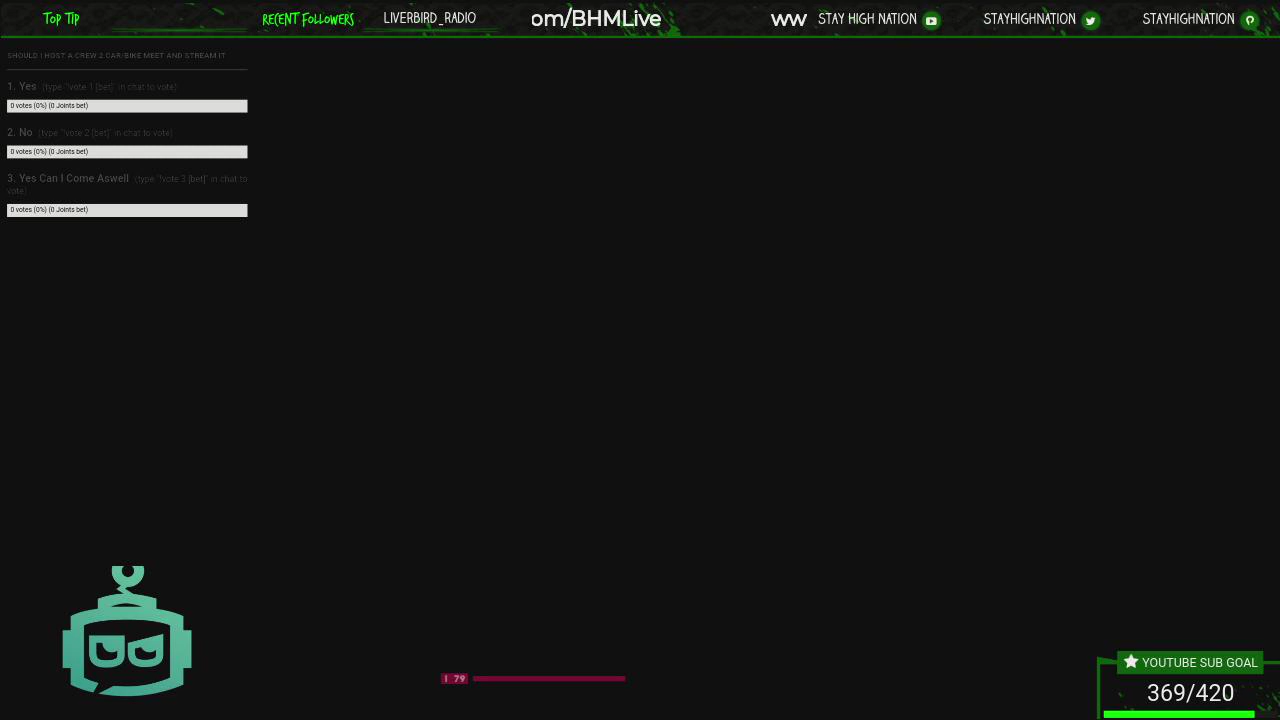 Top Tip
Recent Followers
LIVERBIRD_RADIO
om/BHMLive
ww
STAY HIGH NATION
STAYHIGHNATION
STAYHIGHNATION
SHOULD I HOST A CREW 2 CAR/BIKE MEET AND STREAM IT
1. Yes (type "!vote 1 [bet]" in chat to vote)
0 votes (0%) (0 Joints bet)
2. No (type "!vote 2 [bet]" in chat to vote)
0 votes (0%) (0 Joints bet)
3. Yes Can I Come Aswell (type "!vote 3 [bet]" in chat to
vote)
0 votes (0%) (0 Joints bet)
79
YOUTUBE SUB GOAL
369/420